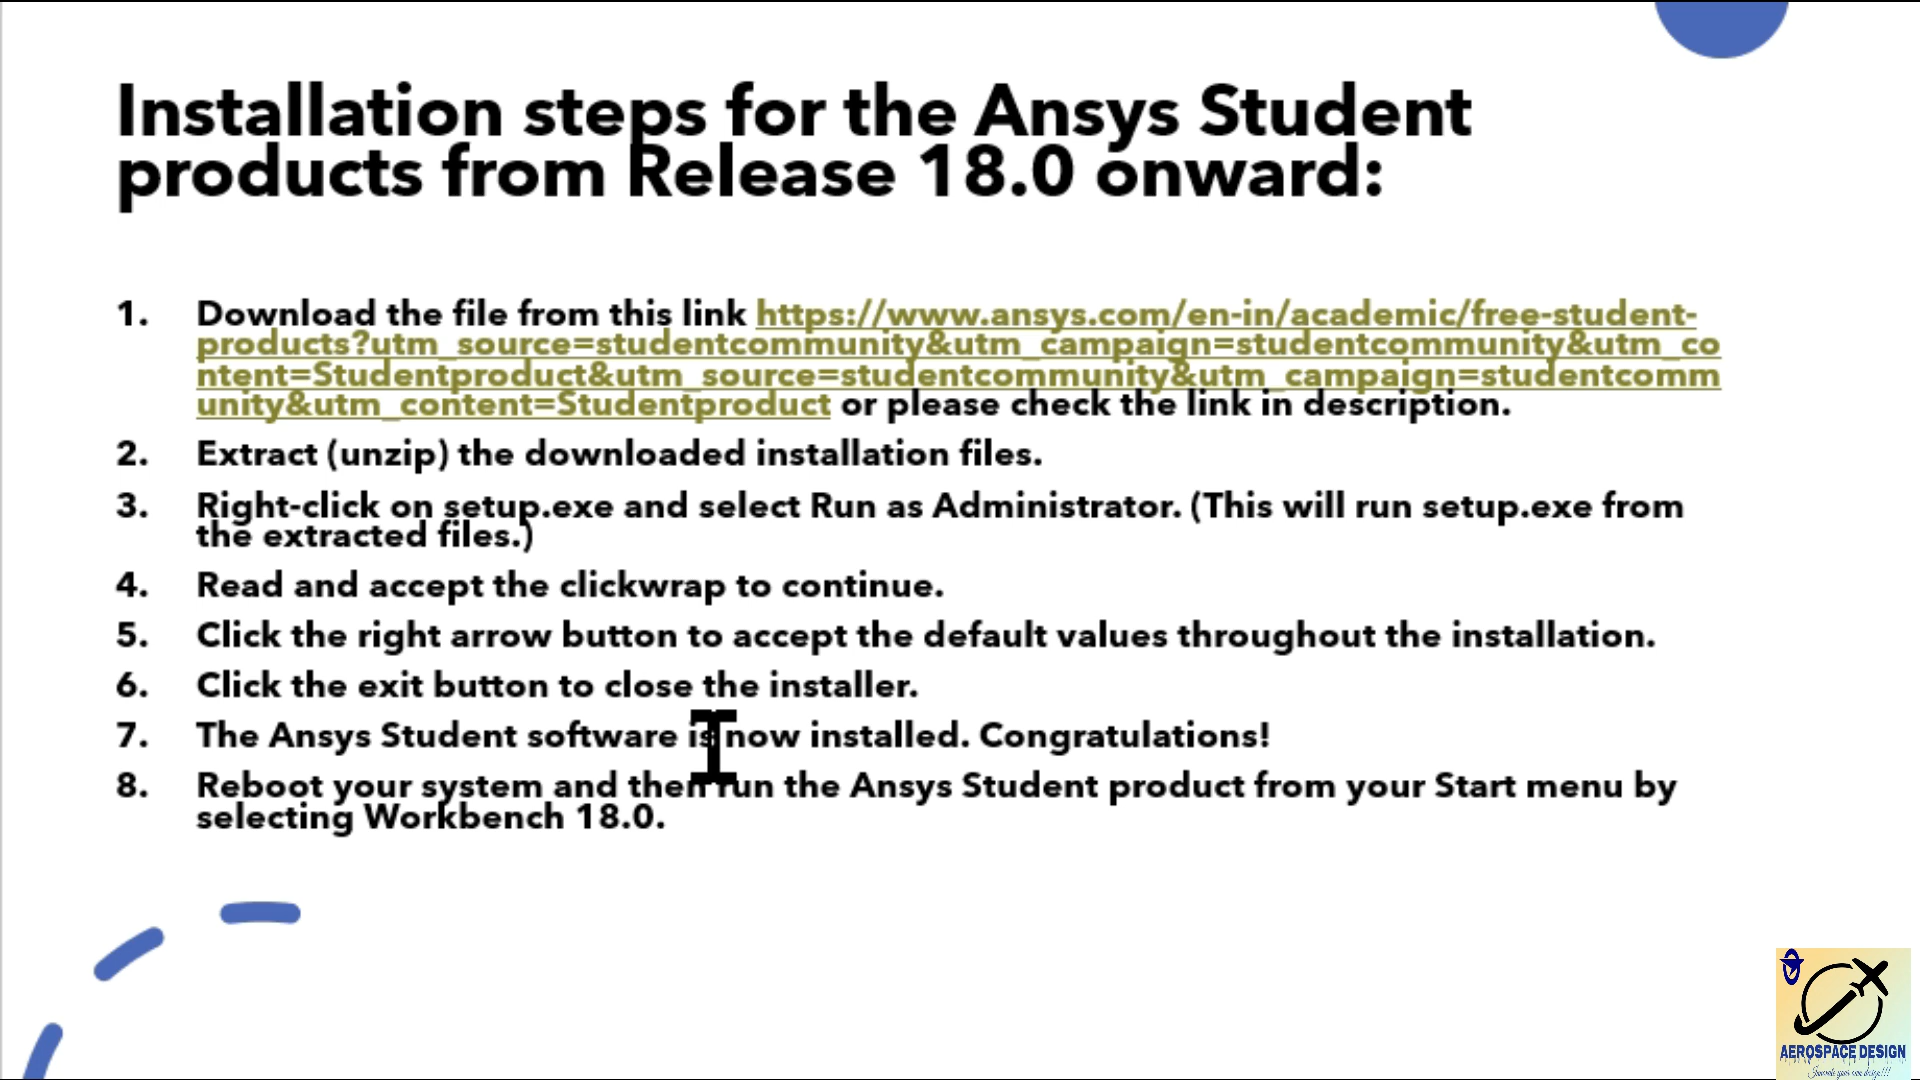 Installation steps for the Ansys Student
products from Release 18.0 onward:
1. Download the file from this link https://www.ansys.com/en-in/academic/free-student-
products?utm_source=studentcommunity&utm_campaign=studentcommunity&utm_co
ntent=Studentproduct&utm_source=studentcommunity&utm_campaign=studentcomm
unity&utm_content=Studentproduct or please check the link in description.
2. Extract (unzip) the downloaded installation files.
3. Right-click on setup.exe and select Run as Administrator. (This will run setup.exe from
the extracted files.)
4. Read and accept the clickwrap to continue.
5. Click the right arrow button to accept the default values throughout the installation.
6. Click the exit button to close the installer.
7. The Ansys Student software is now installed. Congratulations!
8. Reboot your system and then run the Ansys Student product from your Start menu by
selecting Workbench 18.0.
AEROSPACE DESIGN
Innovate your own design!!!